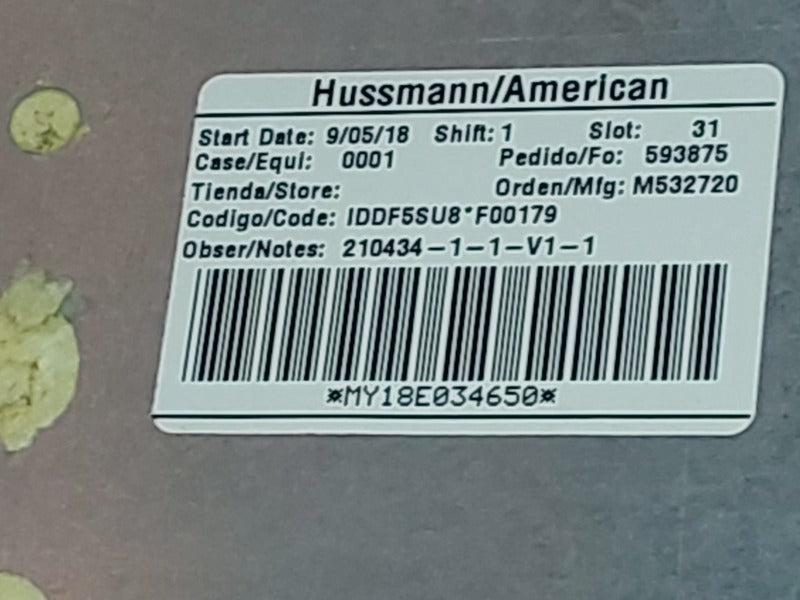 Hussmann/American
Start Date: 9/05/18 Shift: 1 Slot: 31
Case/Equi: 0001 Pedido/Fo: 593875
Tienda/Store: Orden/Mfg: M532720
Codigo/Code: IDDF5SU8*F00179
Obser/Notes: 210434-1-1-V1-1
*MY18E034650*